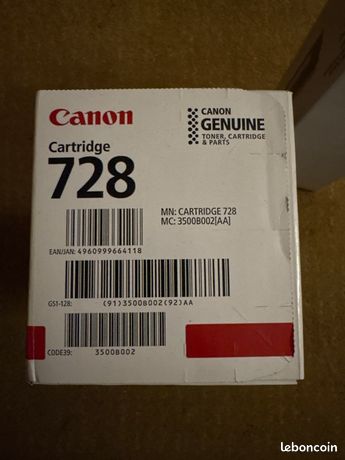 Canon
CANON
GENUINE
TONER, CARTRIDGE
& PARTS
Cartridge
728
MN: CARTRIDGE 728
MC: 3500B002[AA]
EAN/JAN: 4960999664118
GS1-128: (91)3500B002(92)AA
CODE39: 3500B002
leboncoin